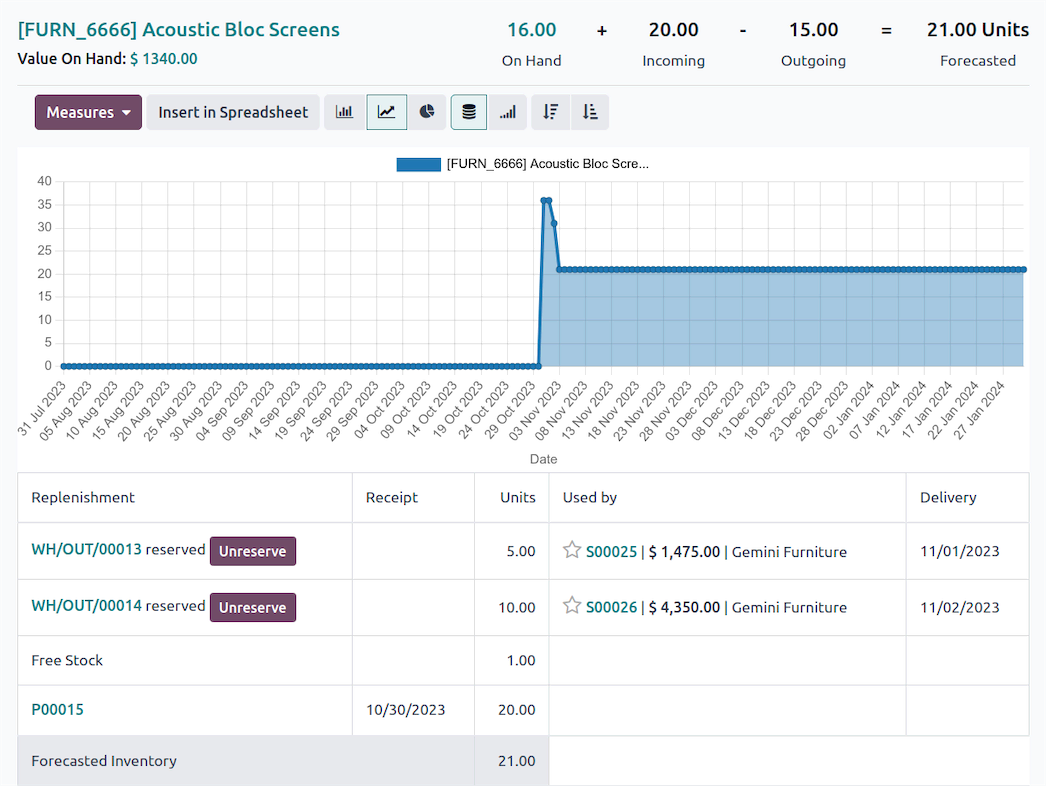 [FURN_6666] Acoustic Bloc Screens 16.00 + 20.00 - 15.00 = 21.00 Units
Value On Hand: $ 1340.00 On Hand Incoming Outgoing Forecasted
Measures Insert in Spreadsheet
[FURN_6666] Acoustic Bloc Scre...
40
35
30
25
20
15
10
5
0
31 Jul 2023
05 Aug 2023
10 Aug 2023
15 Aug 2023
20 Aug 2023
25 Aug 2023
30 Aug 2023
04 Sep 2023
09 Sep 2023
14 Sep 2023
19 Sep 2023
24 Sep 2023
29 Sep 2023
04 Oct 2023
09 Oct 2023
14 Oct 2023
19 Oct 2023
24 Oct 2023
29 Oct 2023
03 Nov 2023
08 Nov 2023
13 Nov 2023
18 Nov 2023
23 Nov 2023
28 Nov 2023
03 Dec 2023
08 Dec 2023
13 Dec 2023
18 Dec 2023
23 Dec 2023
28 Dec 2023
02 Jan 2024
07 Jan 2024
12 Jan 2024
17 Jan 2024
22 Jan 2024
27 Jan 2024
Date
Replenishment Receipt Units Used by Delivery
WH/OUT/00013 reserved Unreserve 5.00 S00025 | $ 1,475.00 | Gemini Furniture 11/01/2023
WH/OUT/00014 reserved Unreserve 10.00 S00026 | $ 4,350.00 | Gemini Furniture 11/02/2023
Free Stock 1.00
P00015 10/30/2023 20.00
Forecasted Inventory 21.00